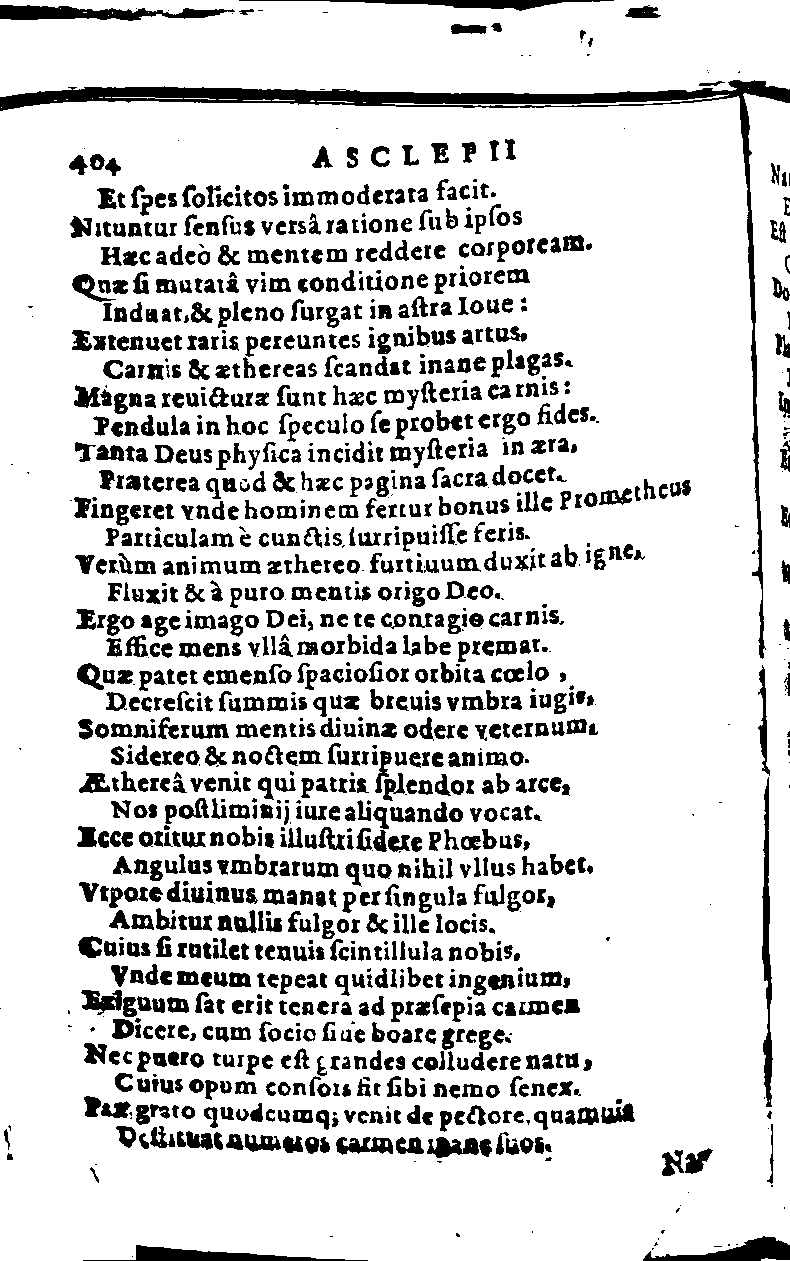 404 ASCLEPII
Et ſpes ſolicitos immoderata facit.
Nituntur ſenſus versâ ratione ſub ipſos
Hæc adeò & mentem reddere corpoream.
Quæ ſi mutatâ vim conditione priorem
Induat, & pleno ſurgat in aſtra Ioue:
Extenuet raris pereuntes ignibus artus,
Carnis & æthereas ſcandat inane plagas.
Magna reuicturæ ſunt hæc myſteria carnis:
Pendula in hoc ſpeculo ſe probet ergo fides.
Tanta Deus phyſica incidit myſteria in æra,
Præterea quod & hæc pagina ſacra docet.
Fingeret vnde hominem fertur bonus ille Prometheus
Particulam è cunctis ſurripuiſſe feris.
Verùm animum æthereo furtiuum duxit ab igne,
Fluxit & à puro mentis origo Deo.
Ergo age imago Dei, ne te contagio carnis,
Effice mens vllâ morbida labe premat.
Quæ patet emenſo ſpacioſior orbita cœlo,
Decreſcit ſummis quæ breuis vmbra iugis,
Somniferum mentis diuinæ odere veternum,
Sidereo & noctem ſurripuere animo.
Æthereâ venit qui patris ſplendor ab arce,
Nos poſtliminij iure aliquando vocat.
Ecce oritur nobis illuſtri ſidere Phœbus,
Angulus vmbrarum quo nihil vllus habet.
Vtpote diuinus manat per ſingula fulgor,
Ambitur nullis fulgor & ille locis.
Cuius ſi rutilet tenuis ſcintillula nobis,
Vnde meum tepeat quidlibet ingenium,
Exiguum ſat erit tenera ad præſepia carmen
Dicere, cum ſocio ſiue boare grege.
Nec puero turpe eſt grandes colludere natu,
Cuius opum conſors ſit ſibi nemo ſenex.
Pax, grato quodcumq; venit de pectore, quamuis
Deſtituat numeros carmen inane ſuos.